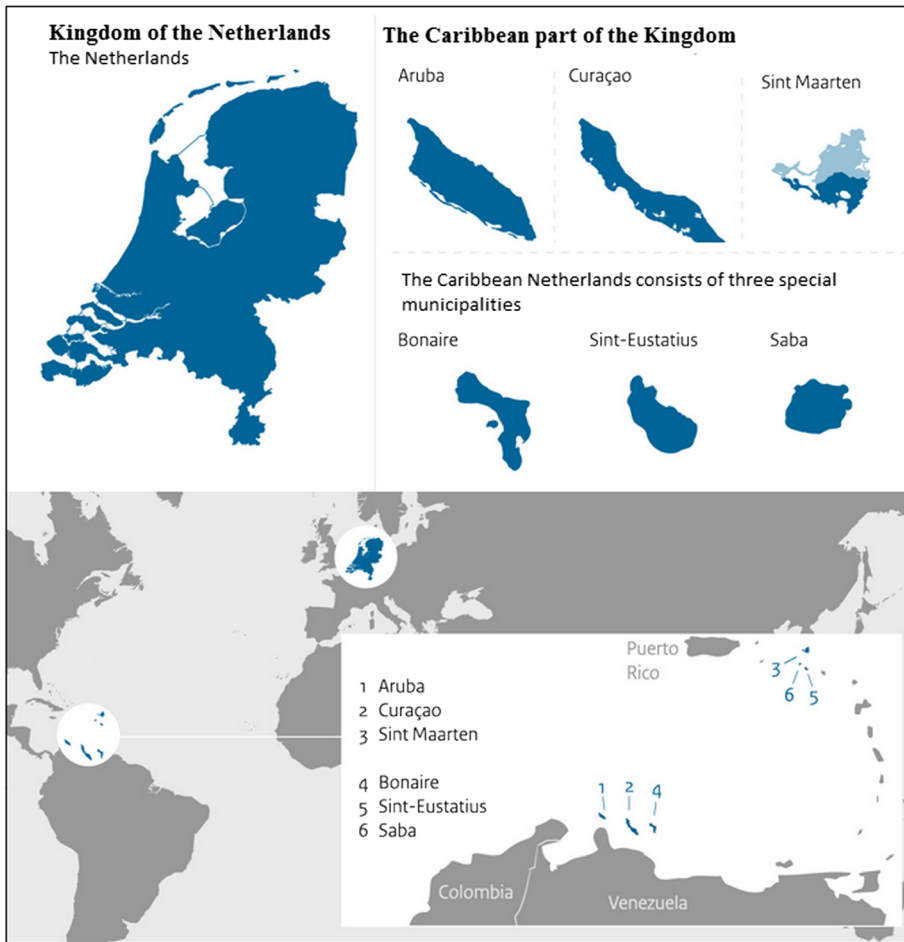 Kingdom of the Netherlands
The Netherlands
The Caribbean part of the Kingdom
Aruba
Curaçao
Sint Maarten
The Caribbean Netherlands consists of three special
municipalities
Bonaire
Sint-Eustatius
Saba
1 Aruba
2 Curaçao
3 Sint Maarten
4 Bonaire
5 Sint-Eustatius
6 Saba
Puerto
Rico
3
6
5
1
2
4
Colombia
Venezuela